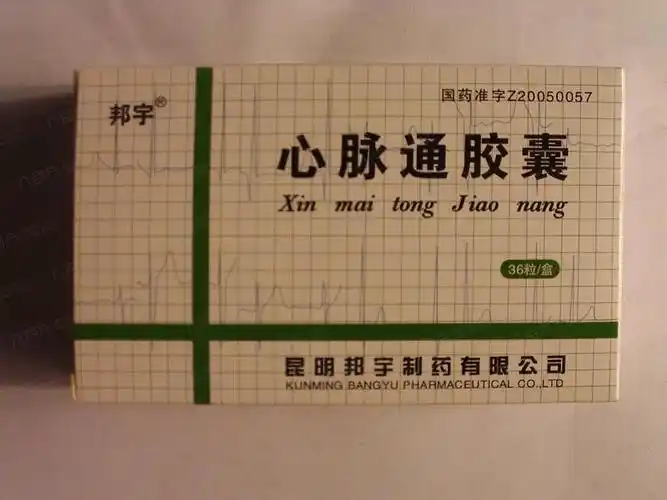 邦宇®
国药准字Z20050057
心脉通胶囊
Xin mai tong Jiao nang
36粒/盒
昆明邦宇制药有限公司
KUNMING BANGYU PHARMACEUTICAL CO.,LTD